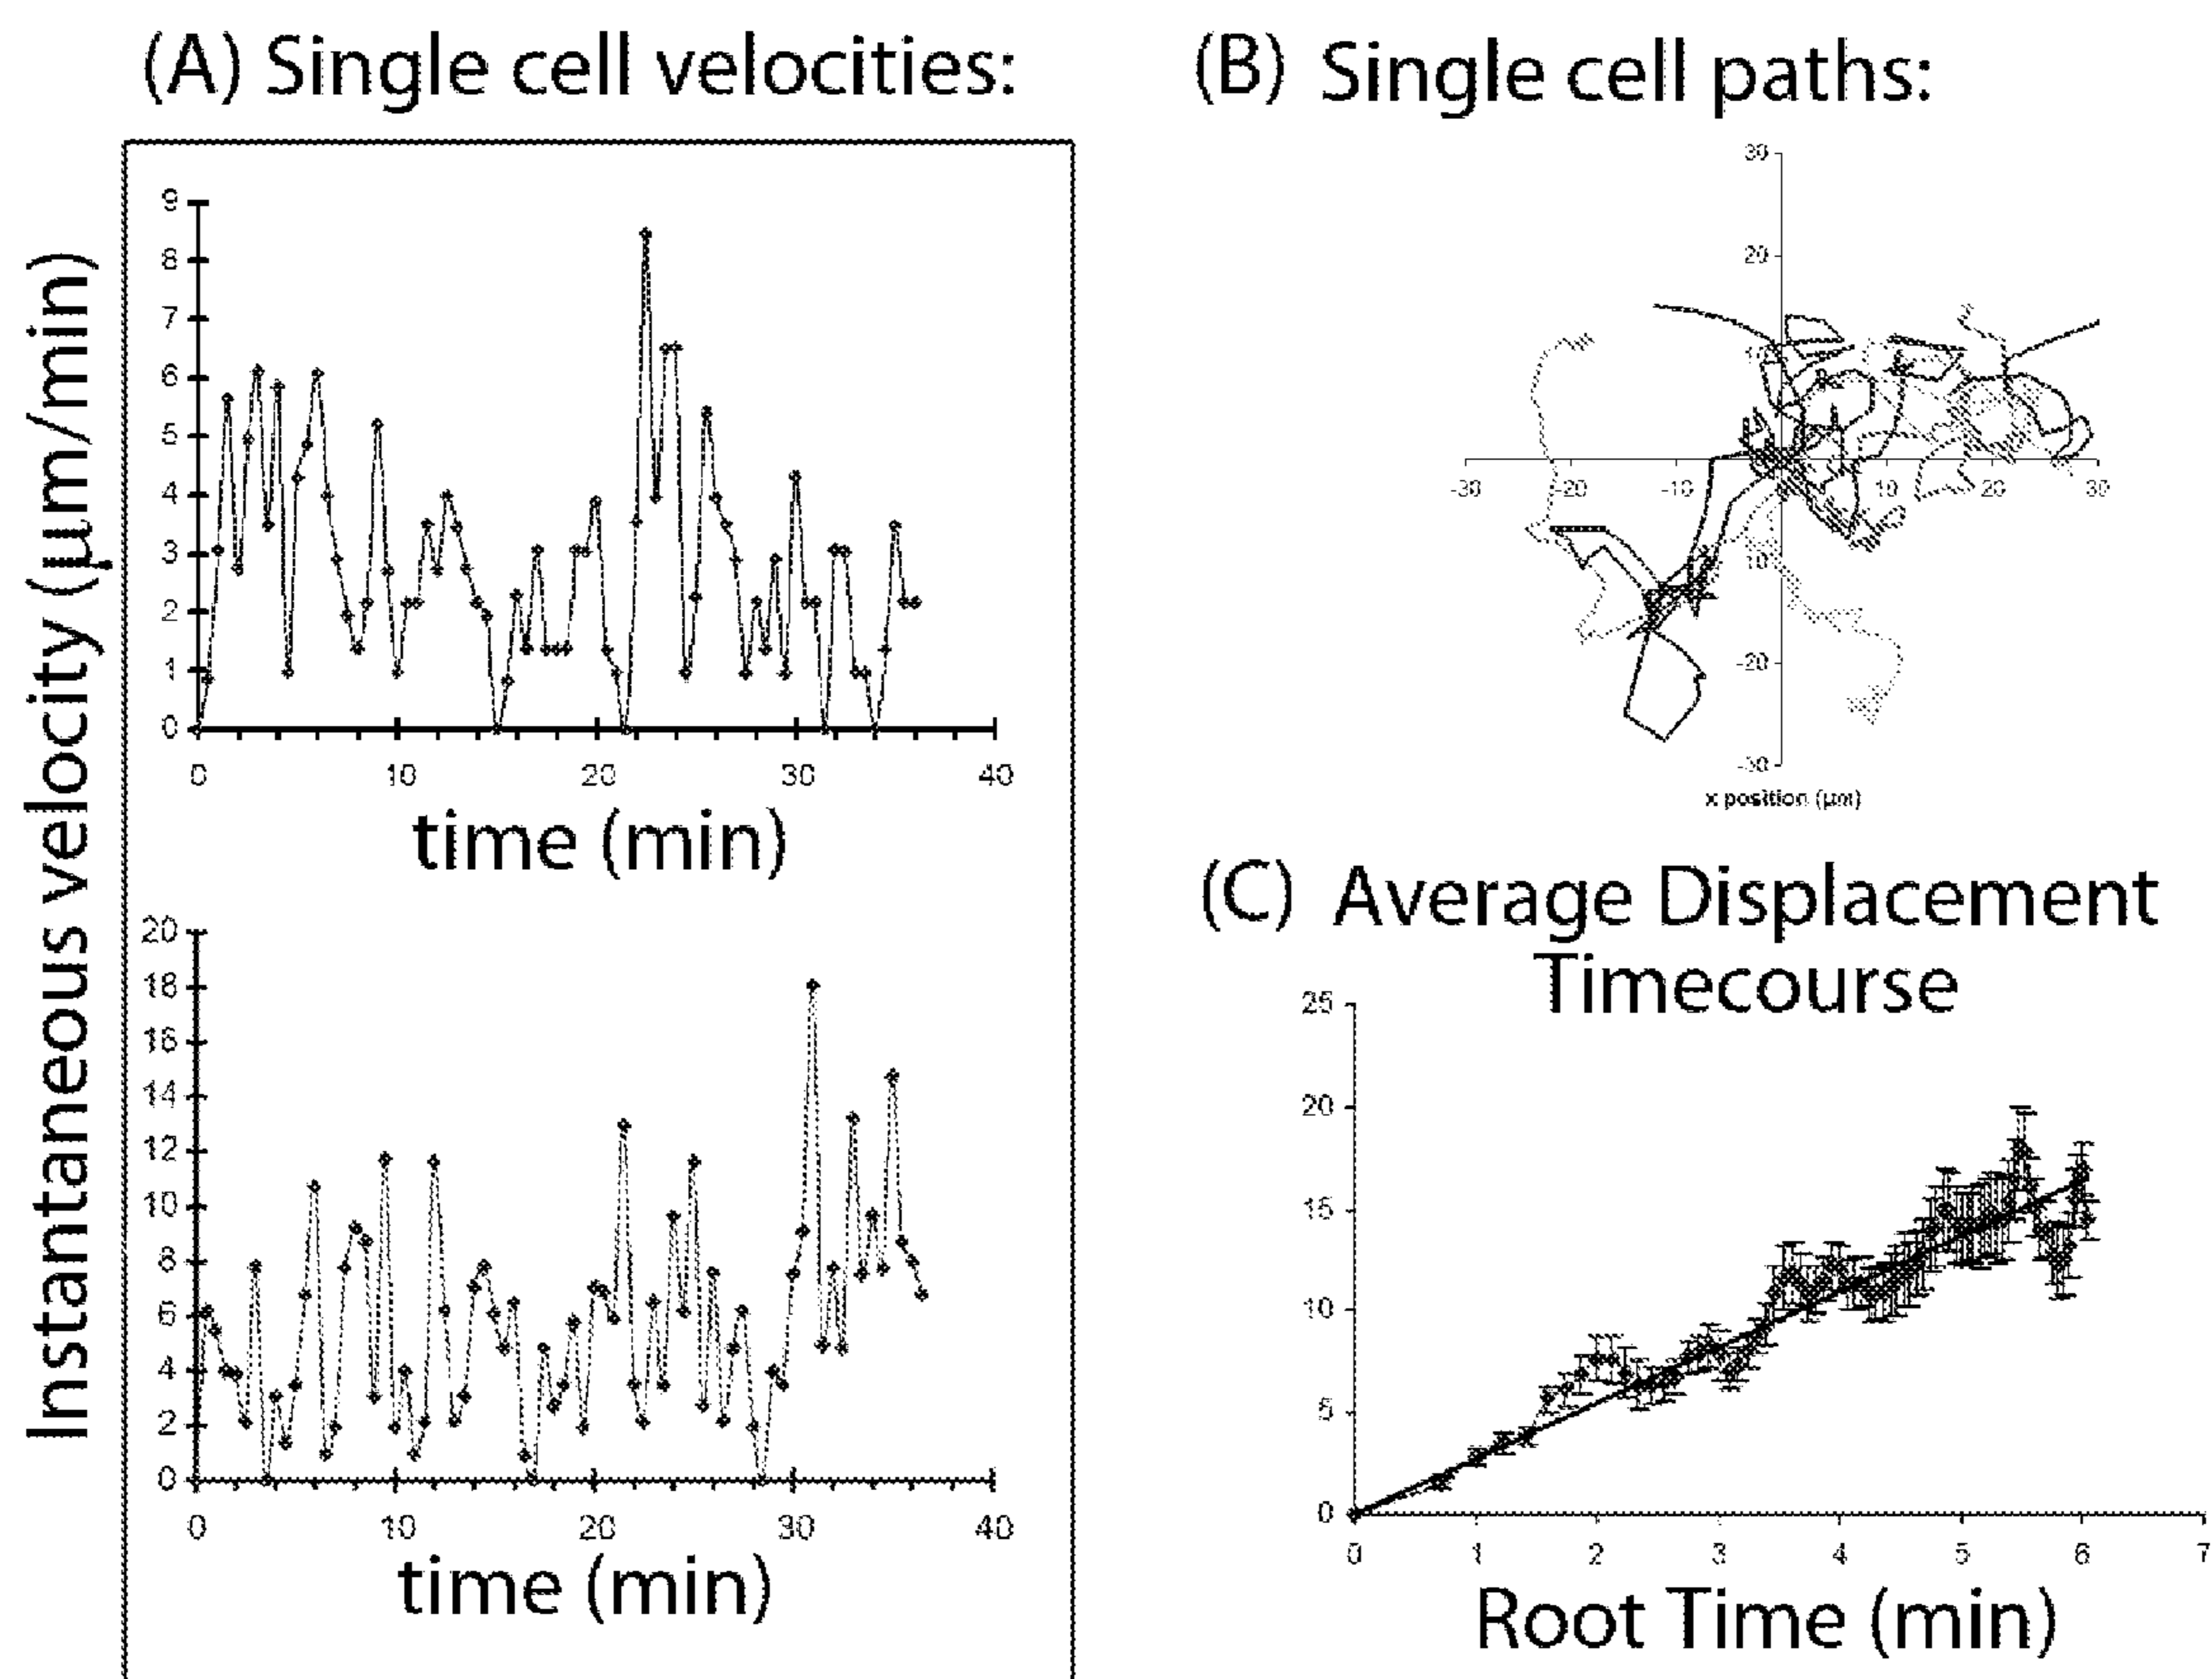 (A) Single cell velocities:
Instantaneous velocity (µm/min)
9
8
7
6
5
4
3
2
1
0
0 10 20 30 40
time (min)
20
18
16
14
12
10
8
6
4
2
0
0 10 20 30 40
time (min)
(B) Single cell paths:
30
20
10
-30 -20 -10 10 20 30
10
-20
-30
x position (µm)
(C) Average Displacement
Timecourse
25
20
15
10
5
0
0 1 2 3 4 5 6 7
Root Time (min)